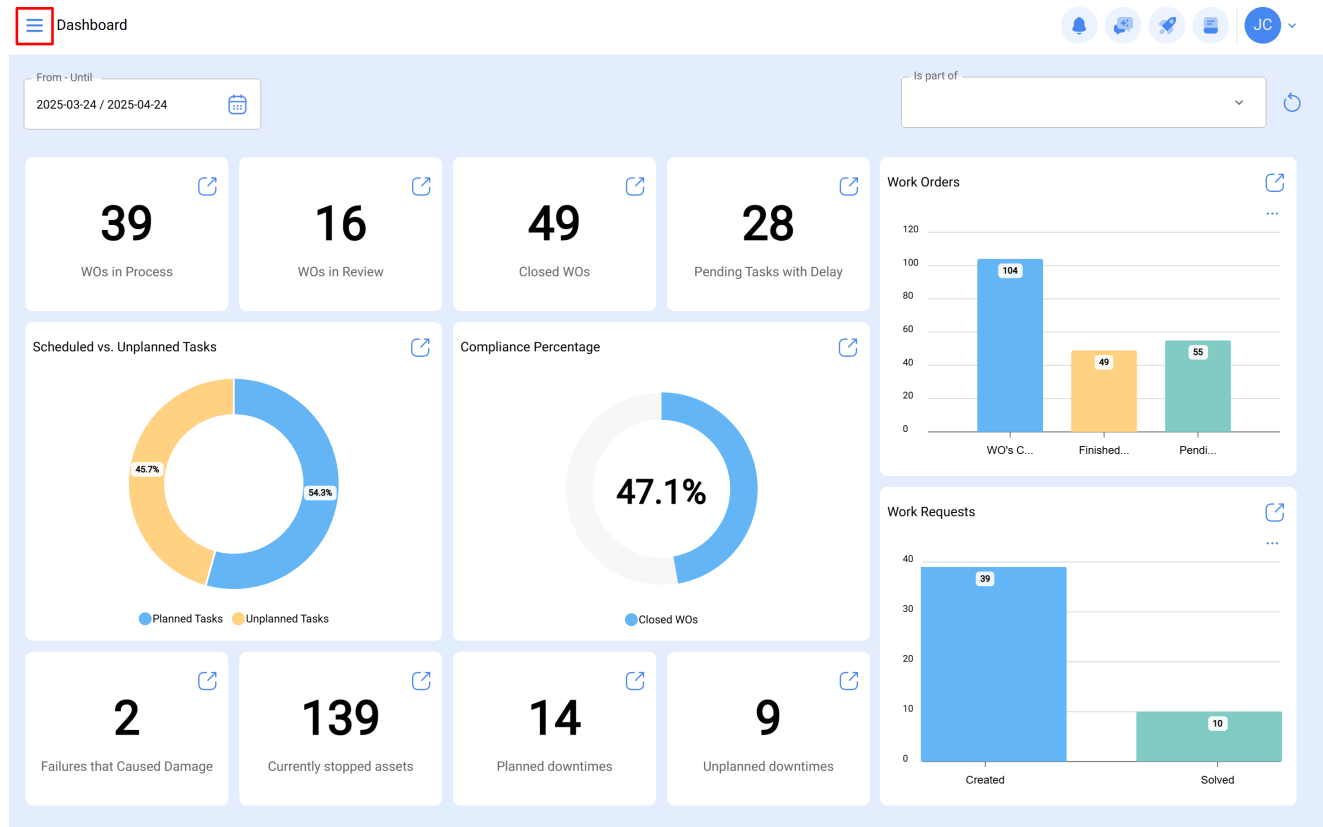 Dashboard
JC
From - Until
2025-03-24 / 2025-04-24
Is part of
39
WOs in Process
16
WOs in Review
49
Closed WOs
28
Pending Tasks with Delay
Work Orders
...
120
100
80
60
40
20
0
104
49
55
WO's C...
Finished...
Pendi...
Scheduled vs. Unplanned Tasks
45.7%
54.3%
Planned Tasks
Unplanned Tasks
Compliance Percentage
47.1%
Closed WOs
Work Requests
...
40
30
20
10
0
39
10
Created
Solved
2
Failures that Caused Damage
139
Currently stopped assets
14
Planned downtimes
9
Unplanned downtimes